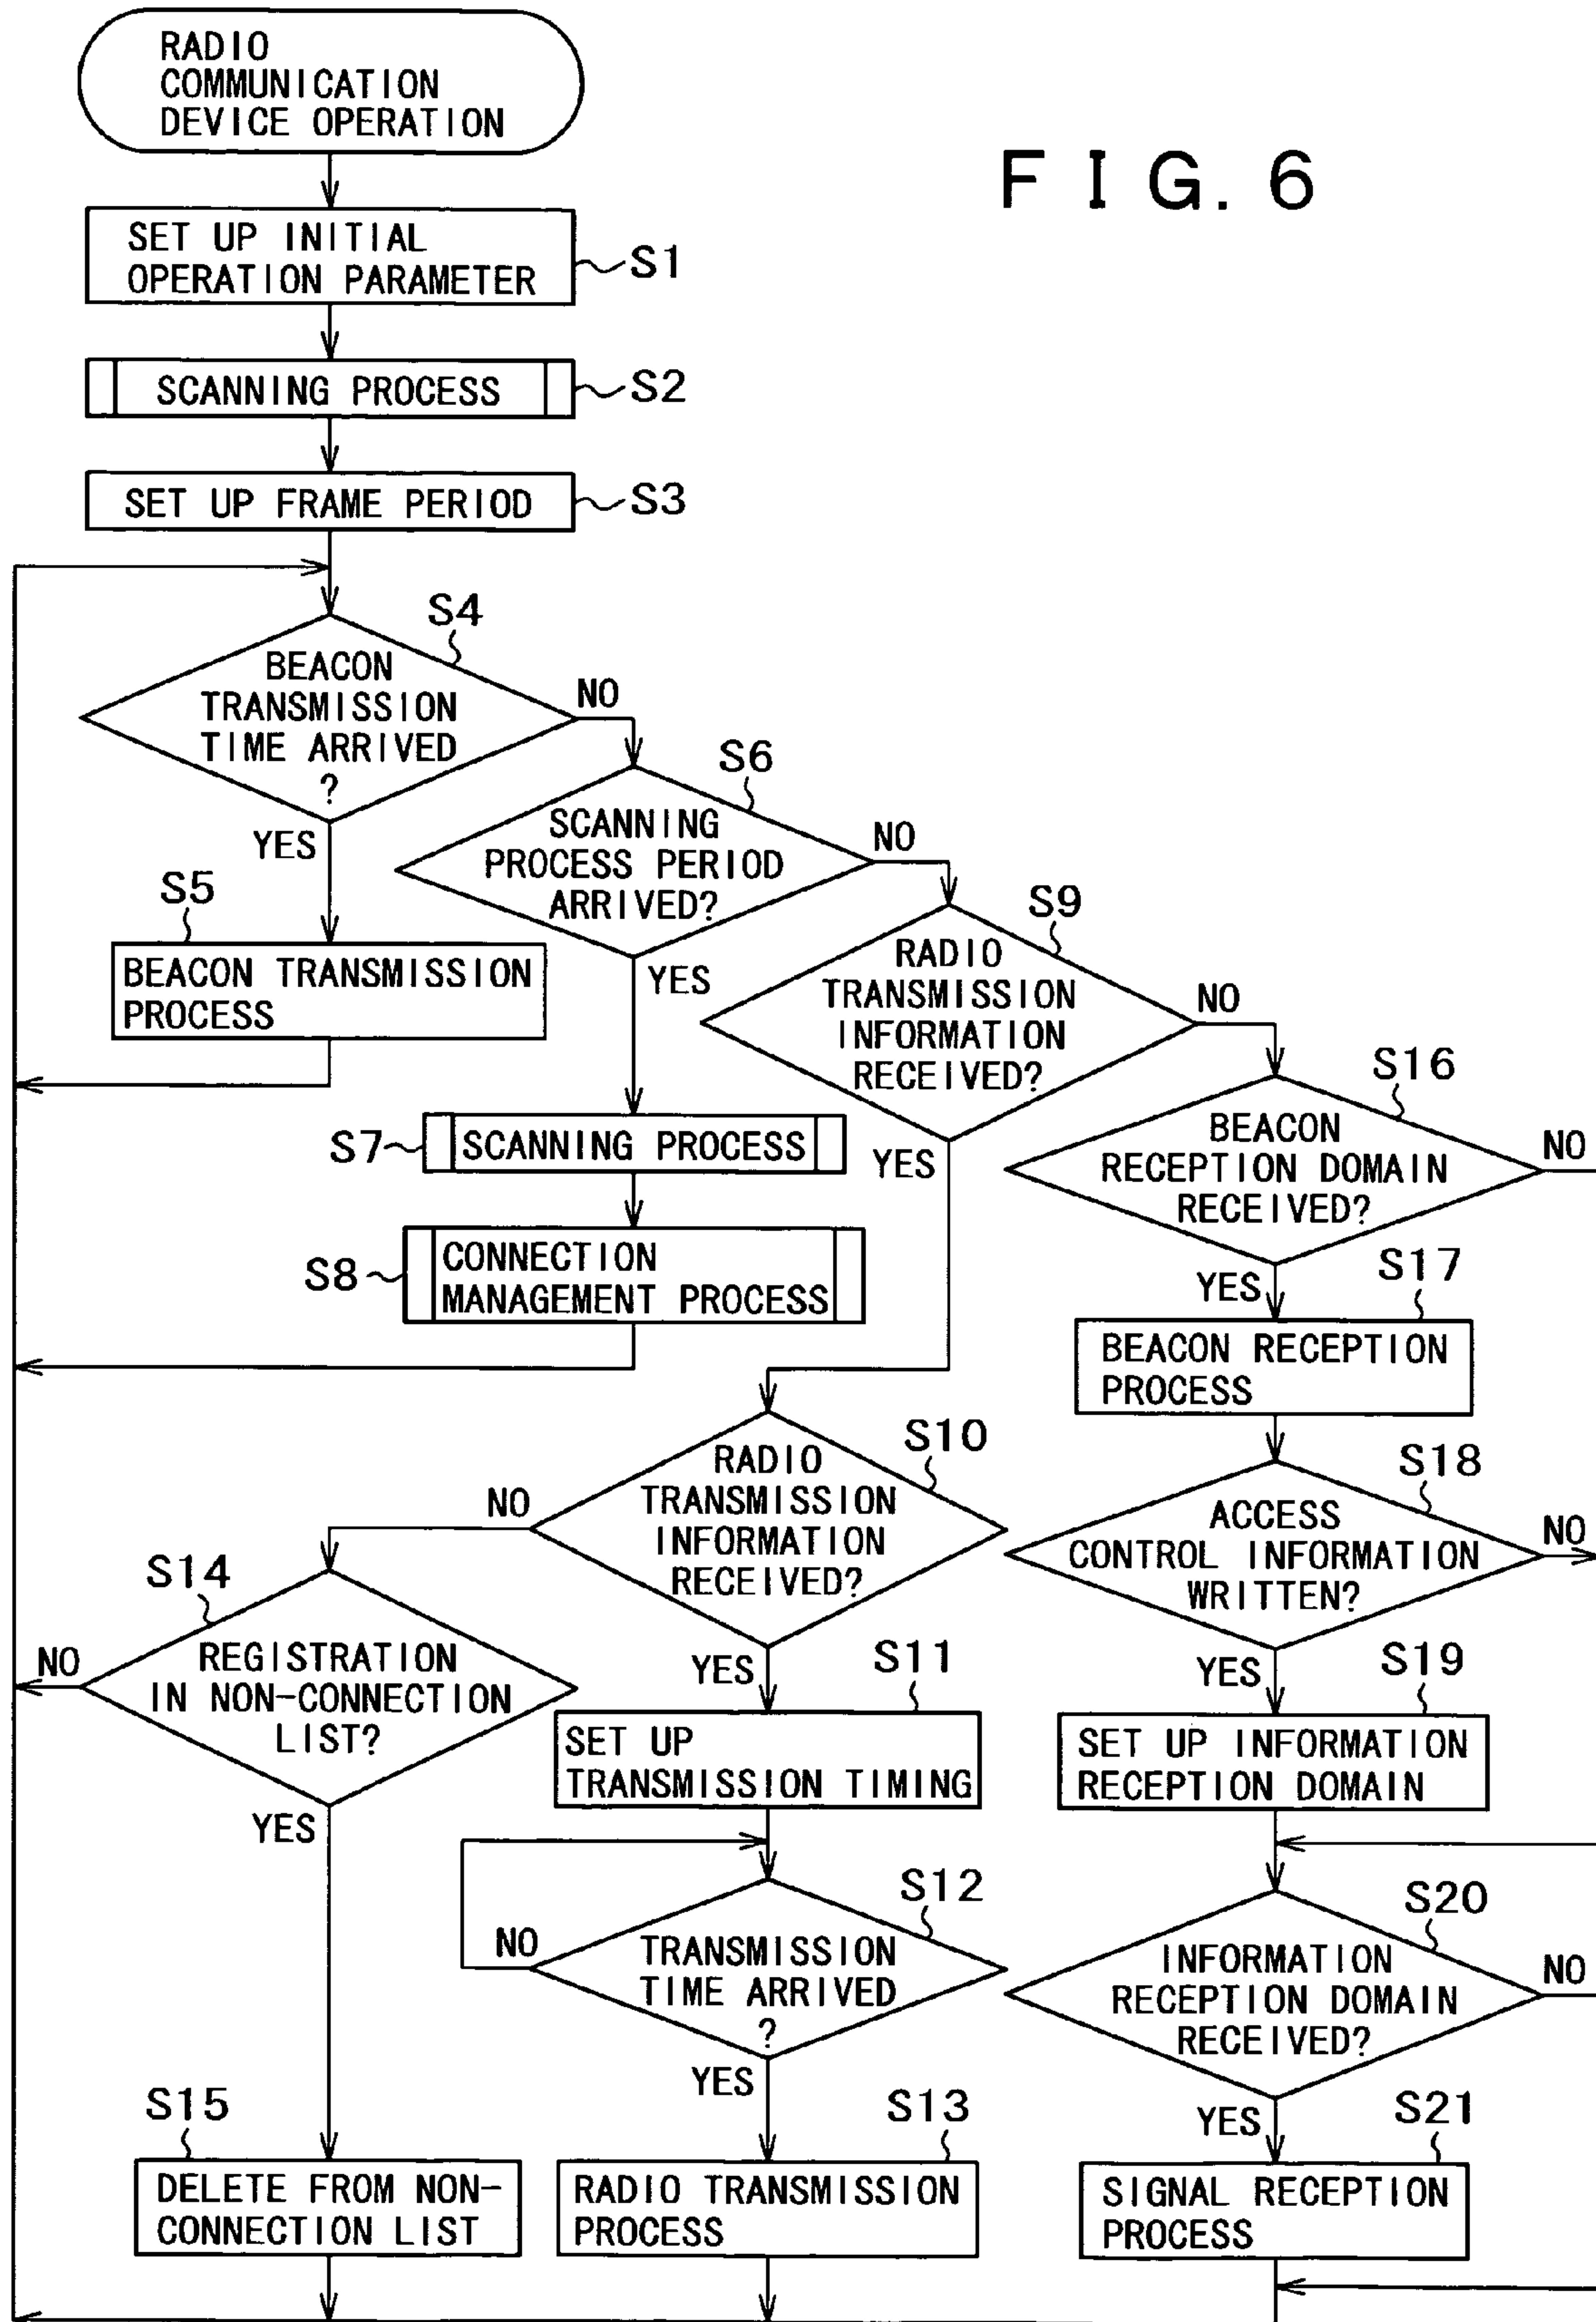 RADIO
COMMUNICATION
DEVICE OPERATION
FIG. 6
SET UP INITIAL
OPERATION PARAMETER
S1
SCANNING PROCESS
S2
SET UP FRAME PERIOD
S3
S4
BEACON
TRANSMISSION
TIME ARRIVED
?
NO
YES
S5
BEACON TRANSMISSION
PROCESS
S6
SCANNING
PROCESS PERIOD
ARRIVED?
NO
YES
S7
SCANNING PROCESS
S8
CONNECTION
MANAGEMENT PROCESS
S9
RADIO
TRANSMISSION
INFORMATION
RECEIVED?
NO
YES
S10
RADIO
TRANSMISSION
INFORMATION
RECEIVED?
NO
YES
S11
SET UP
TRANSMISSION TIMING
S12
TRANSMISSION
TIME ARRIVED
?
NO
YES
S13
RADIO TRANSMISSION
PROCESS
S14
REGISTRATION
IN NON-CONNECTION
LIST?
NO
YES
S15
DELETE FROM NON-
CONNECTION LIST
S16
BEACON
RECEPTION DOMAIN
RECEIVED?
NO
YES
S17
BEACON RECEPTION
PROCESS
S18
ACCESS
CONTROL INFORMATION
WRITTEN?
NO
YES
S19
SET UP INFORMATION
RECEPTION DOMAIN
S20
INFORMATION
RECEPTION DOMAIN
RECEIVED?
NO
YES
S21
SIGNAL RECEPTION
PROCESS